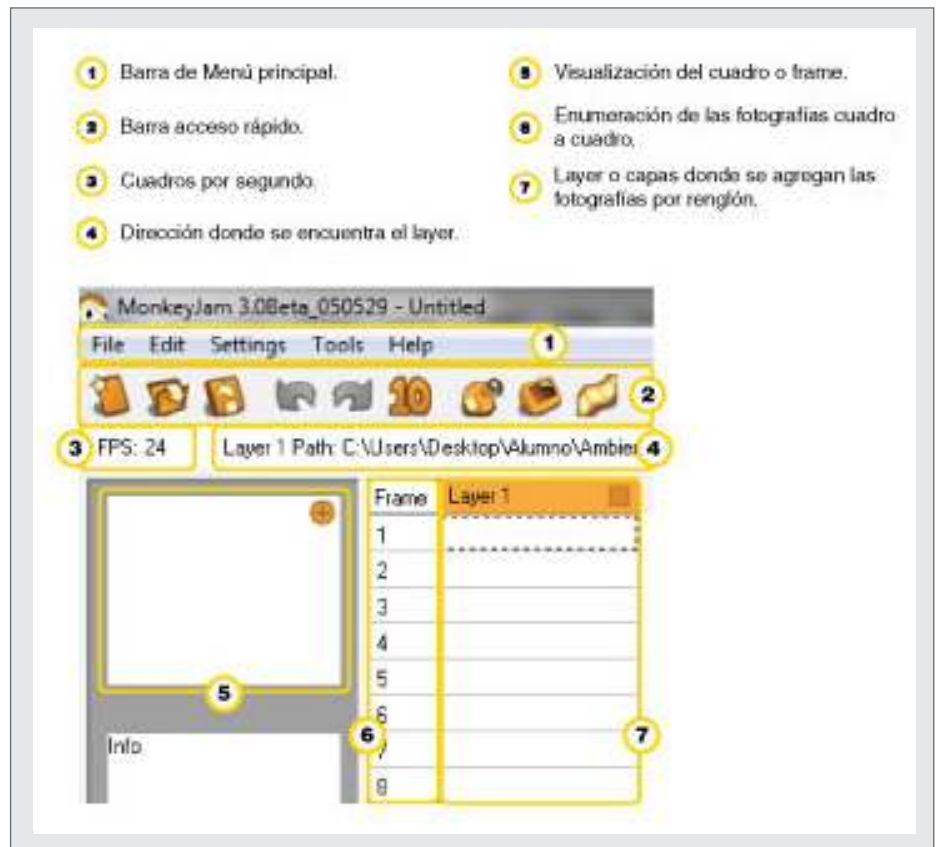 1 Barra de Menú principal.
2 Barra acceso rápido.
3 Cuadros por segundo.
4 Dirección donde se encuentra el layer.
5 Visualización del cuadro o frame.
6 Enumeración de las fotografías cuadro
a cuadro.
7 Layer o capas donde se agregan las
fotografías por renglón.
MonkeyJam 3.0Beta_050529 - Untitled
File Edit Settings Tools Help 1
10 2
3 FPS: 24 Layer 1 Path: C:\Users\Desktop\Alumno\Ambien 4
Frame Layer 1
1
2
3
4
5
5
6
6 7 7
Info
8